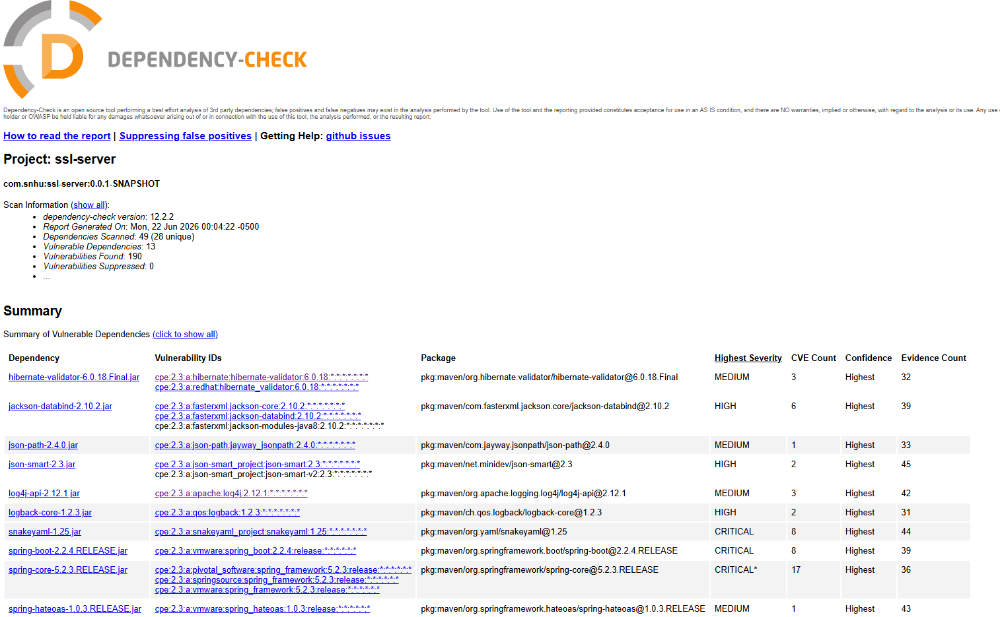 D
DEPENDENCY-CHECK
Dependency-Check is an open source tool performing a best effort analysis of 3rd party dependencies; false positives and false negatives may exist in the analysis performed by the tool. Use of the tool and the reporting provided constitutes acceptance for use in an AS IS condition, and there are NO warranties, implied or otherwise, with regard to the analysis or its use. Any use
holder or OWASP be held liable for any damages whatsoever arising out of or in connection with the use of this tool, the analysis performed, or the resulting report.
How to read the report | Suppressing false positives | Getting Help: github issues
Project: ssl-server
com.snhu:ssl-server:0.0.1-SNAPSHOT
Scan Information (show all):
• dependency-check version: 12.2.2
• Report Generated On: Mon, 22 Jun 2026 00:04:22 -0500
• Dependencies Scanned: 49 (28 unique)
• Vulnerable Dependencies: 13
• Vulnerabilities Found: 190
• Vulnerabilities Suppressed: 0
• ...
Summary
Summary of Vulnerable Dependencies (click to show all)
Dependency Vulnerability IDs Package Highest Severity CVE Count Confidence Evidence Count
hibernate-validator-6.0.18.Final.jar cpe:2.3:a:hibernate:hibernate-validator:6.0.18:*:*:*:*:*:*:* pkg:maven/org.hibernate.validator/hibernate-validator@6.0.18.Final MEDIUM 3 Highest 32
cpe:2.3:a:redhat:hibernate_validator:6.0.18:*:*:*:*:*:*:*
jackson-databind-2.10.2.jar cpe:2.3:a:fasterxml:jackson-core:2.10.2:*:*:*:*:*:*:* pkg:maven/com.fasterxml.jackson.core/jackson-databind@2.10.2 HIGH 6 Highest 39
cpe:2.3:a:fasterxml:jackson-databind:2.10.2:*:*:*:*:*:*:*
cpe:2.3:a:fasterxml:jackson-modules-java8:2.10.2:*:*:*:*:*:*:*
json-path-2.4.0.jar cpe:2.3:a:json-path:jayway_jsonpath:2.4.0:*:*:*:*:*:*:* pkg:maven/com.jayway.jsonpath/json-path@2.4.0 MEDIUM 1 Highest 33
json-smart-2.3.jar cpe:2.3:a:json-smart_project:json-smart:2.3:*:*:*:*:*:*:* pkg:maven/net.minidev/json-smart@2.3 HIGH 2 Highest 45
cpe:2.3:a:json-smart_project:json-smart-v2:2.3:*:*:*:*:*:*:*
log4j-api-2.12.1.jar cpe:2.3:a:apache:log4j:2.12.1:*:*:*:*:*:*:* pkg:maven/org.apache.logging.log4j/log4j-api@2.12.1 MEDIUM 3 Highest 42
logback-core-1.2.3.jar cpe:2.3:a:qos:logback:1.2.3:*:*:*:*:*:*:* pkg:maven/ch.qos.logback/logback-core@1.2.3 HIGH 2 Highest 31
snakeyaml-1.25.jar cpe:2.3:a:snakeyaml_project:snakeyaml:1.25:*:*:*:*:*:*:* pkg:maven/org.yaml/snakeyaml@1.25 CRITICAL 8 Highest 44
spring-boot-2.2.4.RELEASE.jar cpe:2.3:a:vmware:spring_boot:2.2.4:release:*:*:*:*:*:* pkg:maven/org.springframework.boot/spring-boot@2.2.4.RELEASE CRITICAL 8 Highest 39
spring-core-5.2.3.RELEASE.jar cpe:2.3:a:pivotal_software:spring_framework:5.2.3:release:*:*:*:*:*:* pkg:maven/org.springframework/spring-core@5.2.3.RELEASE CRITICAL* 17 Highest 36
cpe:2.3:a:springsource:spring_framework:5.2.3:release:*:*:*:*:*:*
cpe:2.3:a:vmware:spring_framework:5.2.3:release:*:*:*:*:*:*
spring-hateoas-1.0.3.RELEASE.jar cpe:2.3:a:vmware:spring_hateoas:1.0.3:release:*:*:*:*:*:* pkg:maven/org.springframework.hateoas/spring-hateoas@1.0.3.RELEASE MEDIUM 1 Highest 43